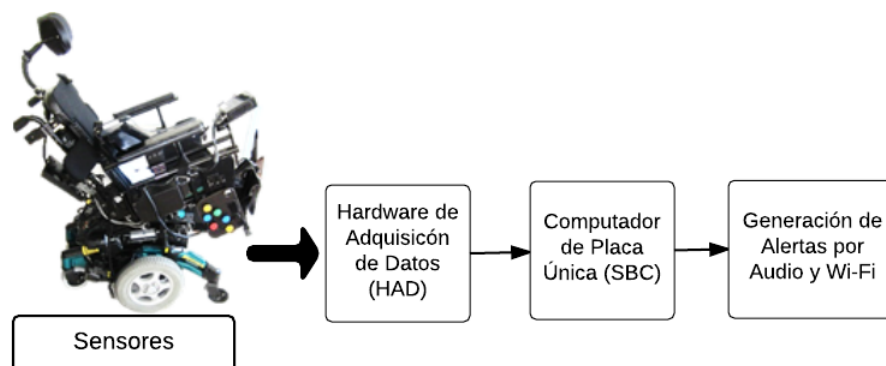 Sensores
Hardware de
Adquisicón
de Datos
(HAD)
Computador
de Placa
Única (SBC)
Generación de
Alertas por
Audio y Wi-Fi